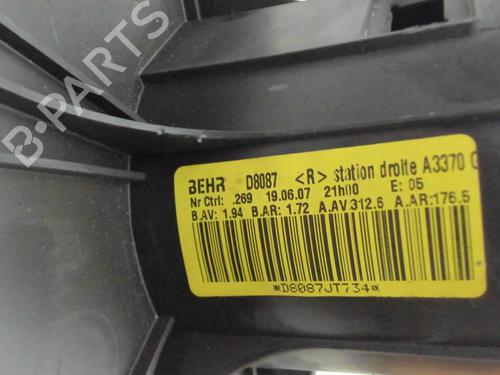 B-PARTS
BEHR D8087 <R> station droite A3370 G
Nr Ctrl: .269 19.06.07 21h00 E: 05
B.AV: 1.94 B.AR: 1.72 A.AV:312.6 A.AR:176.5
*D8087JT734*